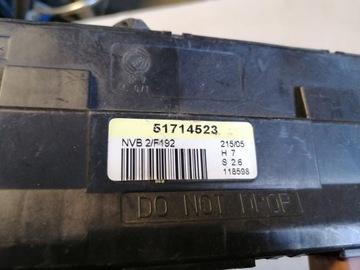 51714523
NVB 2/F192
215/05
H 7
S 2.6
118598
DO NOT DROP